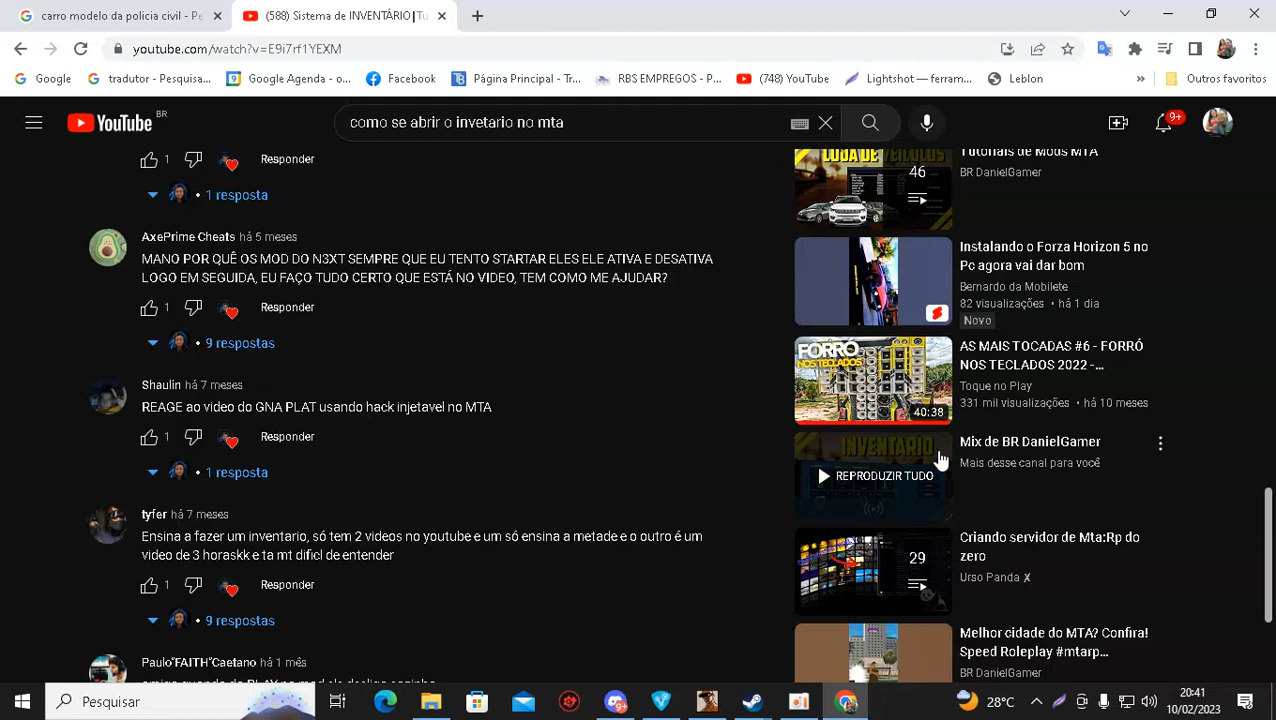 carro modelo da policia civil - Pe
(588) Sistema de INVENTÁRIO | Tu
youtube.com/watch?v=E9i7rf1YEXM
Google
tradutor - Pesquisa...
Google Agenda - o...
Facebook
Página Principal - Tr...
RBS EMPREGOS - P...
(748) YouTube
Lightshot — ferram...
Leblon
»
Outros favoritos
YouTube BR
como se abrir o invetario no mta
9+
1 Responder
• 1 resposta
AxePrime Cheats há 5 meses
MANO POR QUÊ OS MOD DO N3XT SEMPRE QUE EU TENTO STARTAR ELES ELE ATIVA E DESATIVA
LOGO EM SEGUIDA, EU FAÇO TUDO CERTO QUE ESTÁ NO VIDEO, TEM COMO ME AJUDAR?
1 Responder
• 9 respostas
Shaulin há 7 meses
REAGE ao video do GNA PLAT usando hack injetavel no MTA
1 Responder
• 1 resposta
tyfer há 7 meses
Ensina a fazer um inventario, só tem 2 videos no youtube e um só ensina a metade e o outro é um
video de 3 horaskk e ta mt dificl de entender
1 Responder
• 9 respostas
Paulo"FAITH"Caetano há 1 mês
LOJA DE VEICULOS
46
Tutoriais de Mods MTA
BR DanielGamer
Instalando o Forza Horizon 5 no
Pc agora vai dar bom
Bernardo da Mobilete
82 visualizações • há 1 dia
Novo
FORRÓ
NOS TECLADOS
40:38
AS MAIS TOCADAS #6 - FORRÓ
NOS TECLADOS 2022 -...
Toque no Play
331 mil visualizações • há 10 meses
INVENTARIO
REPRODUZIR TUDO
Mix de BR DanielGamer
Mais desse canal para você
29
Criando servidor de Mta:Rp do
zero
Urso Panda X
Melhor cidade do MTA? Confira!
Speed Roleplay #mtarp...
BR DanielGamer
Pesquisar
9+
28°C
20:41
10/02/2023